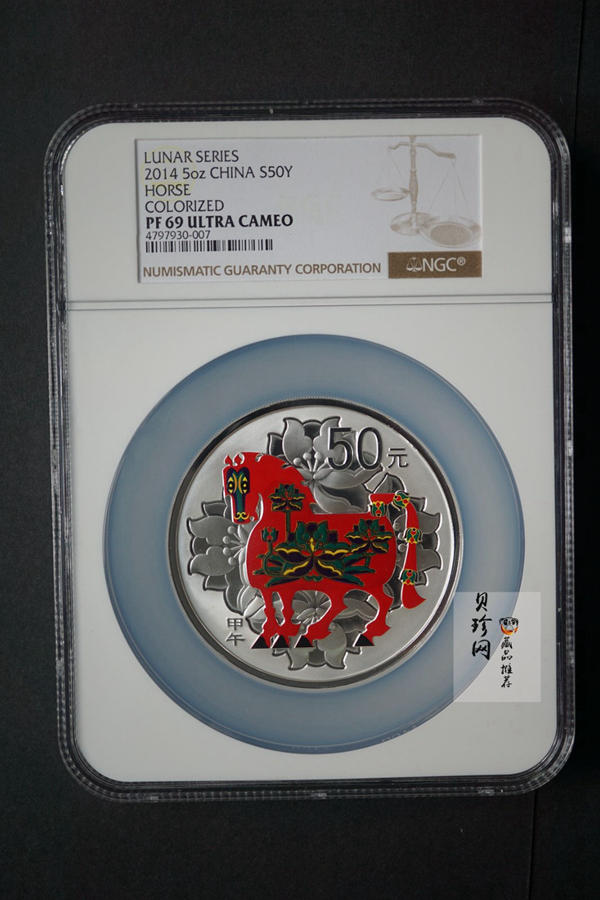 LUNAR SERIES
2014 5oz CHINA S50Y
HORSE
COLORIZED
PF 69 ULTRA CAMEO
4797930-007
NUMISMATIC GUARANTY CORPORATION
NGC®
50元
甲午
贝珍网
藏品推荐